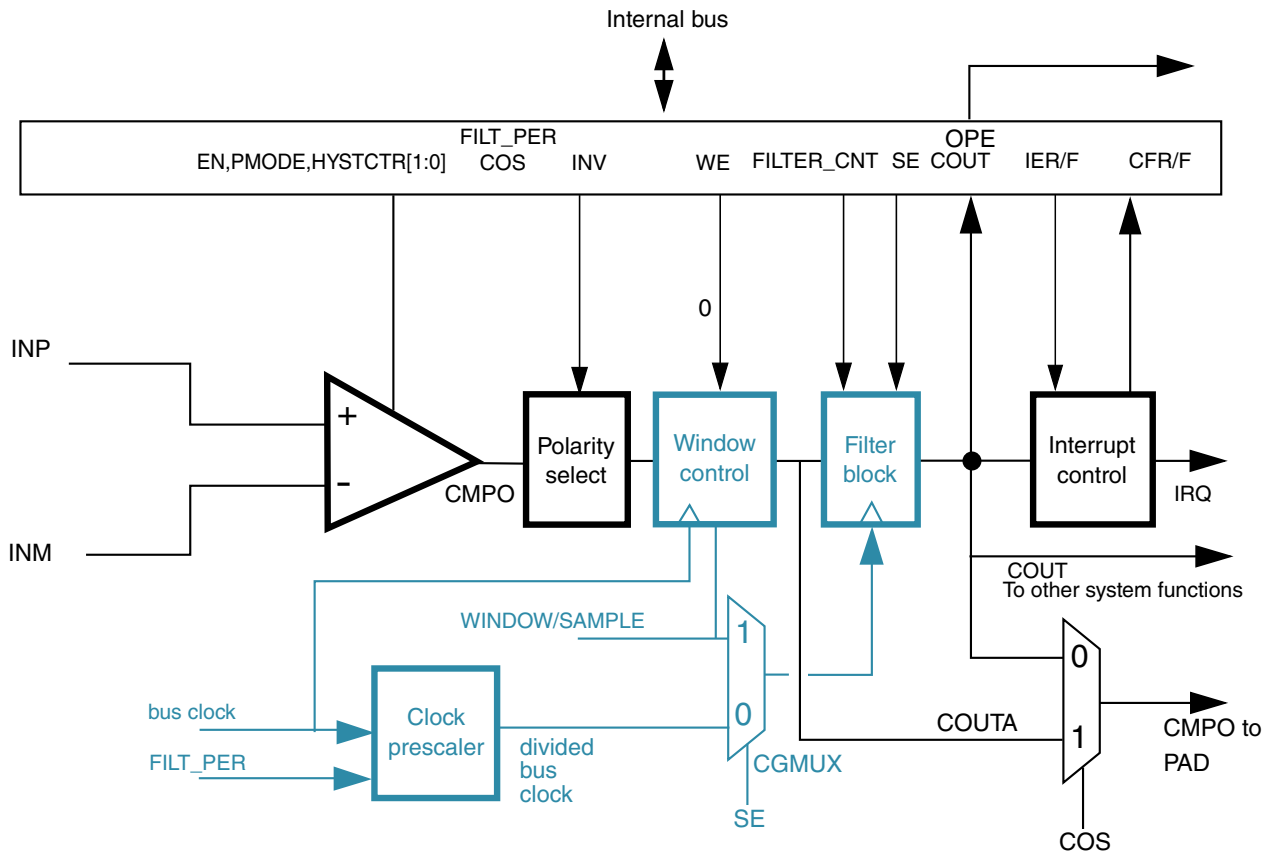 Internal bus
FILT_PER
OPE
EN,PMODE,HYSTCTR[1:0]
COS
INV
WE
FILTER_CNT
SE
COUT
IER/F
CFR/F
0
INP
+
-
INM
CMPO
Polarity
select
Window
control
Filter
block
Interrupt
control
IRQ
COUT
To other system functions
WINDOW/SAMPLE
1
0
bus clock
FILT_PER
Clock
prescaler
divided
bus
clock
CGMUX
SE
COUTA
0
1
CMPO to
PAD
COS